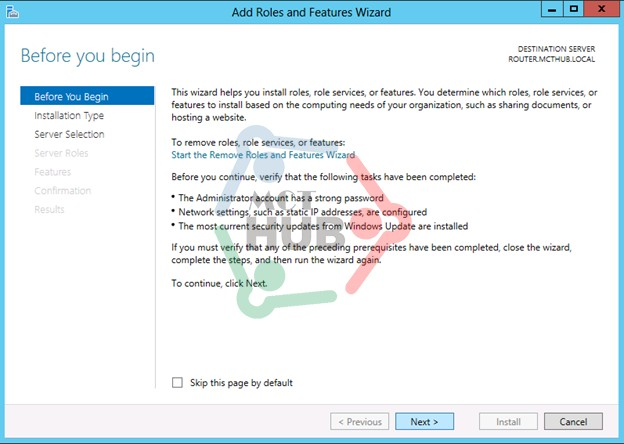 Add Roles and Features Wizard
Before you begin
DESTINATION SERVER
ROUTER.MCTHUB.LOCAL
Before You Begin
Installation Type
Server Selection
Server Roles
Features
Confirmation
Results
This wizard helps you install roles, role services, or features. You determine which roles, role services, or
features to install based on the computing needs of your organization, such as sharing documents, or
hosting a website.
To remove roles, role services, or features:
Start the Remove Roles and Features Wizard
Before you continue, verify that the following tasks have been completed:
• The Administrator account has a strong password
• Network settings, such as static IP addresses, are configured
• The most current security updates from Windows Update are installed
If you must verify that any of the preceding prerequisites have been completed, close the wizard,
complete the steps, and then run the wizard again.
To continue, click Next.
MCT
HUB
Skip this page by default
< Previous
Next >
Install
Cancel